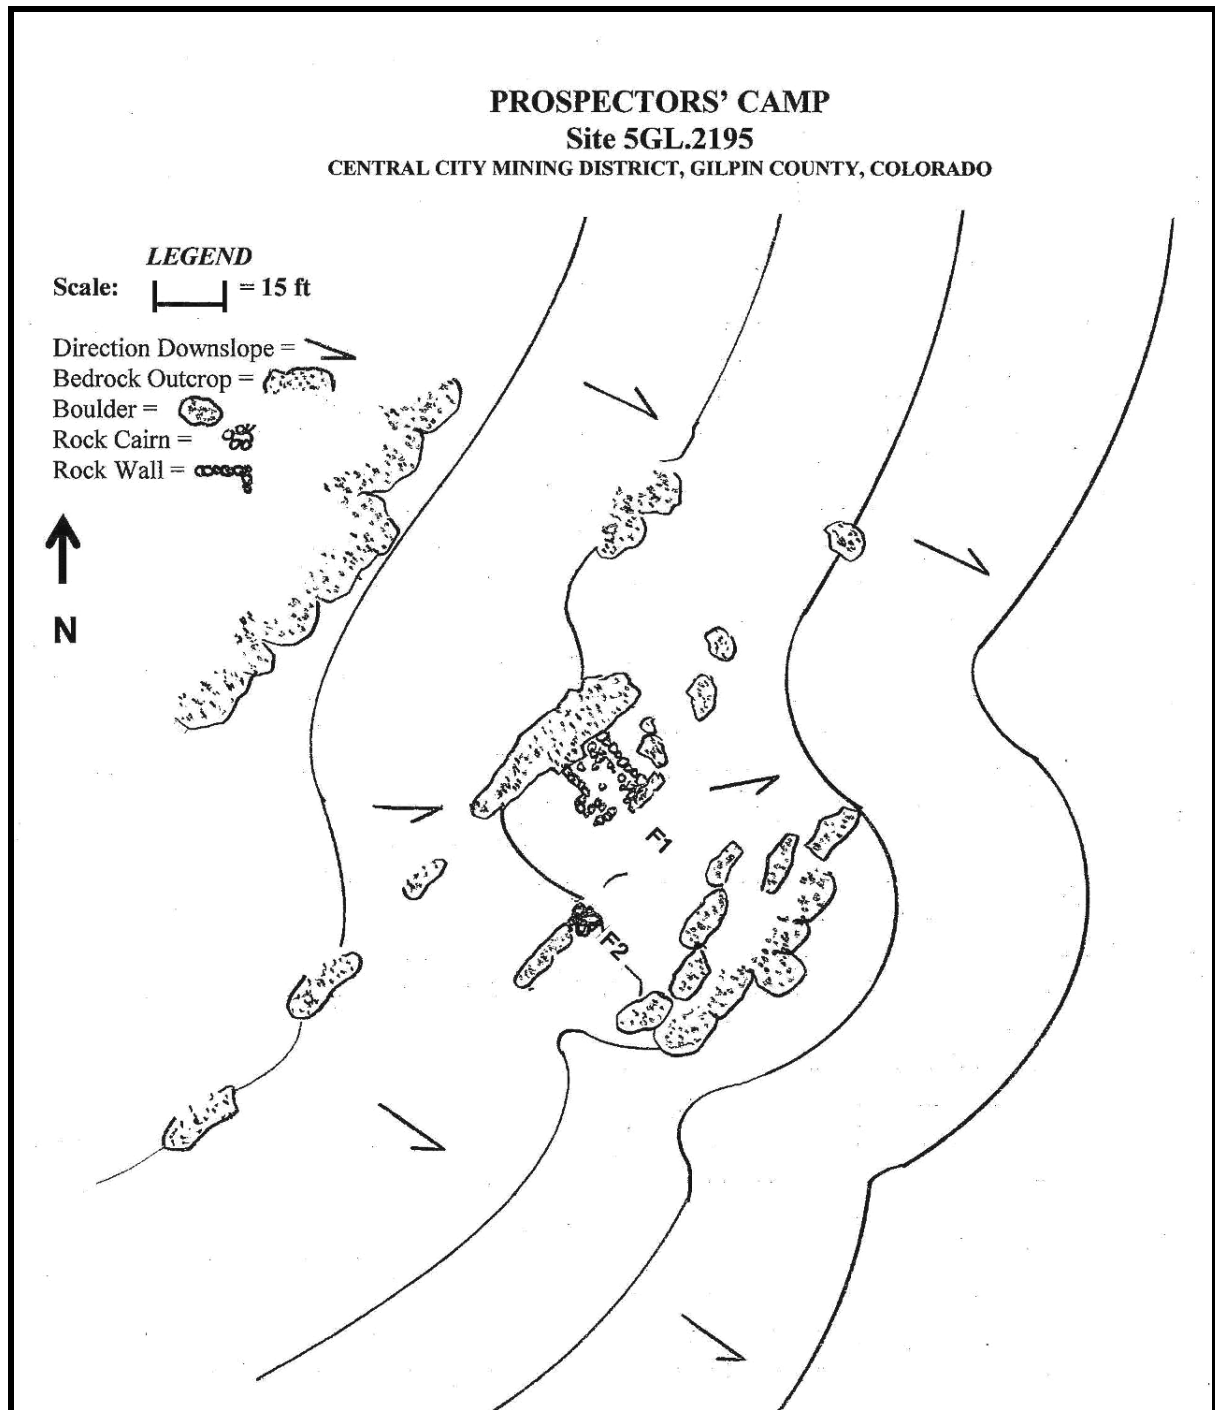 PROSPECTORS’ CAMP
Site 5GL.2195
CENTRAL CITY MINING DISTRICT, GILPIN COUNTY, COLORADO
LEGEND
Scale: = 15 ft
Direction Downslope =
Bedrock Outcrop =
Boulder =
Rock Cairn =
Rock Wall =
N
F1
F2